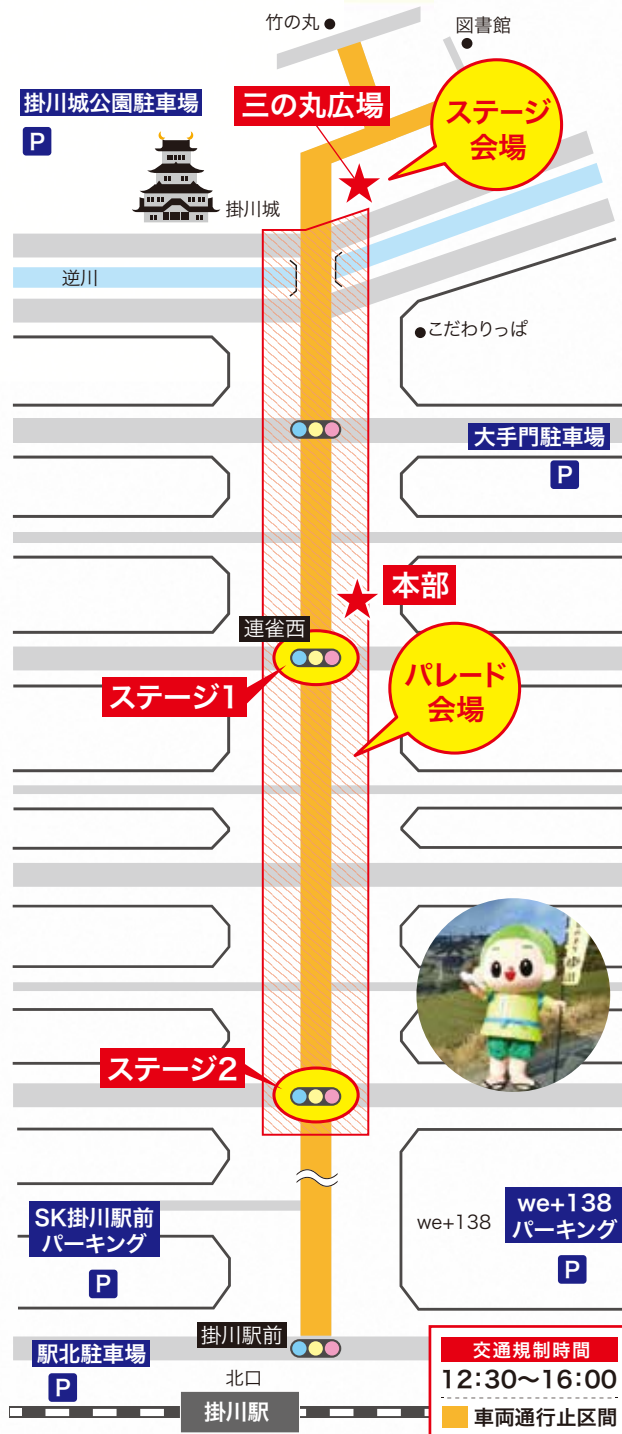 竹の丸
図書館
掛川城公園駐車場
P
三の丸広場
ステージ
会場
掛川城
逆川
こだわりっぱ
大手門駐車場
P
本部
連雀西
ステージ1
パレード
会場
ステージ2
SK掛川駅前
パーキング
P
we+138
we+138
パーキング
P
掛川駅前
駅北駐車場
P
北口
掛川駅
交通規制時間
12:30～16:00
車両通行止区間